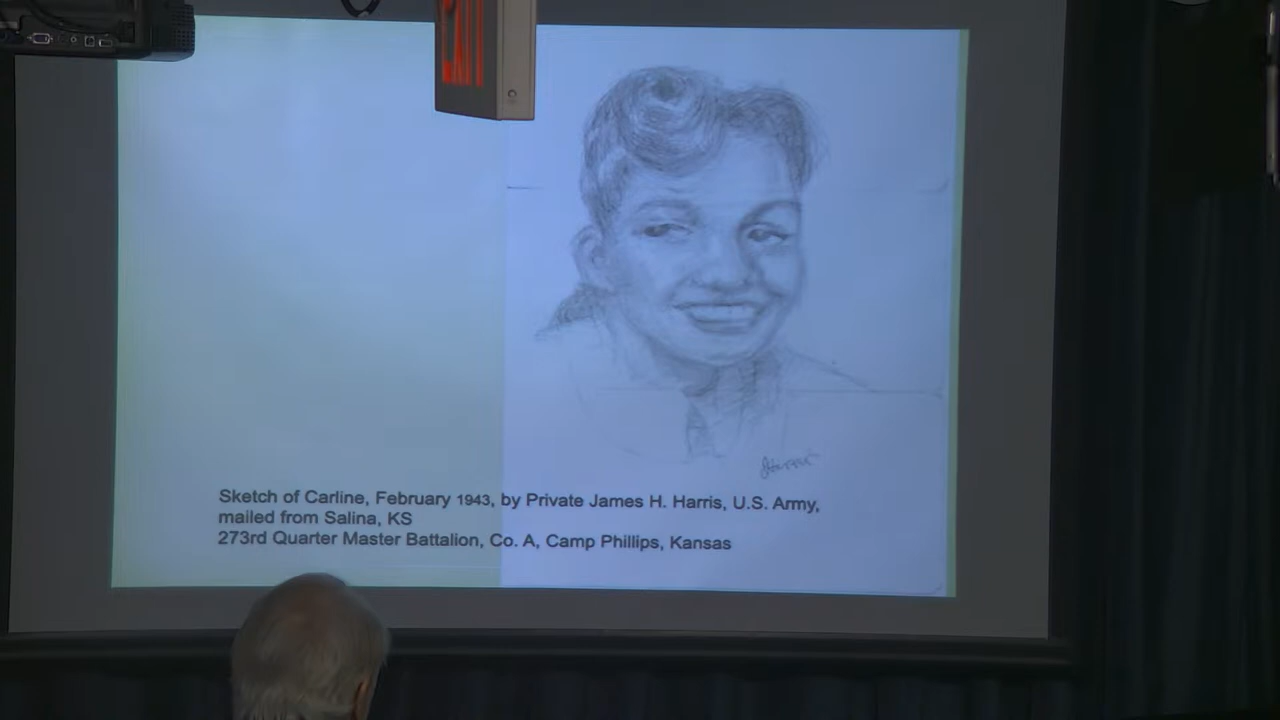 EXIT
Sketch of Carline, February 1943, by Private James H. Harris, U.S. Army,
mailed from Salina, KS
273rd Quarter Master Battalion, Co. A, Camp Phillips, Kansas